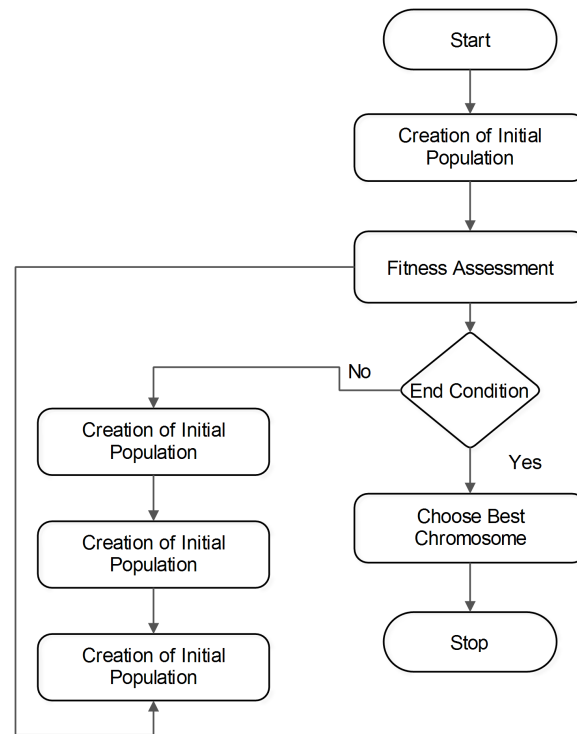 Start
Creation of Initial
Population
Fitness Assessment
End Condition
No
Yes
Creation of Initial
Population
Creation of Initial
Population
Creation of Initial
Population
Choose Best
Chromosome
Stop